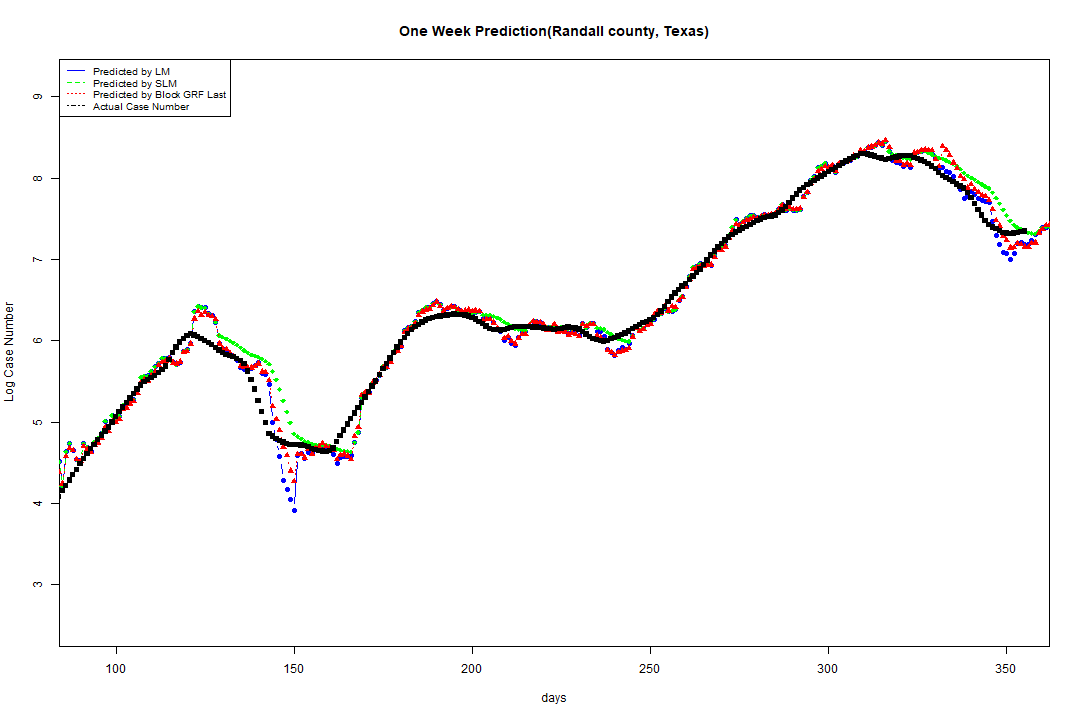 One Week Prediction(Randall county, Texas)
Predicted by LM
Predicted by SLM
Predicted by Block GRF Last
Actual Case Number
Log Case Number
9
8
7
6
5
4
3
100 150 200 250 300 350
days